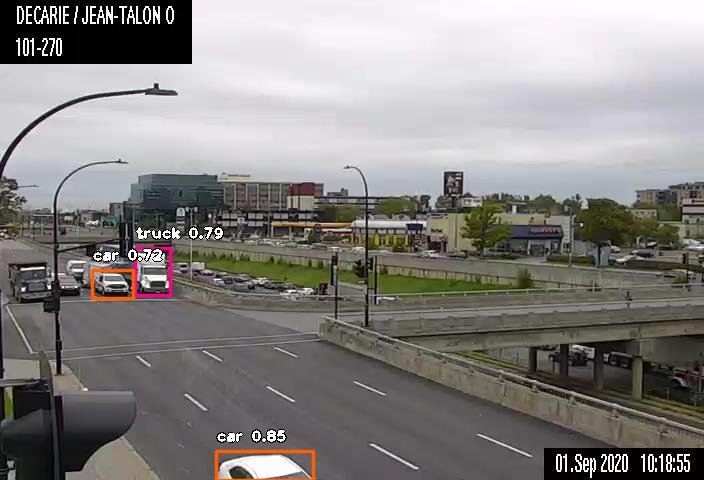 DECARIE / JEAN-TALON O
101-270
truck 0.79
car 0.72
car 0.85
01.Sep 2020 10:18:55